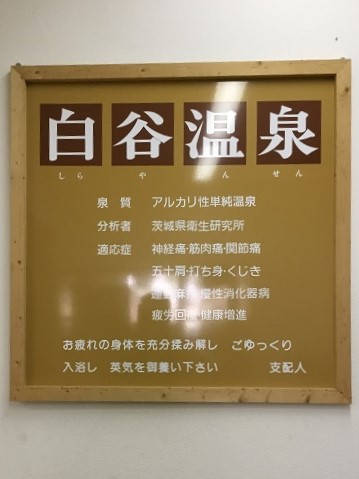 白谷温泉
しら や おん せん
泉質 アルカリ性単純温泉
分析者 茨城県衛生研究所
適応症 神経痛・筋肉痛・関節痛
五十肩・打ち身・くじき
運動麻痺・慢性消化器病
疲労回復・健康増進
お疲れの身体を充分揉み解し ごゆっくり
入浴し 英気を御養い下さい 支配人